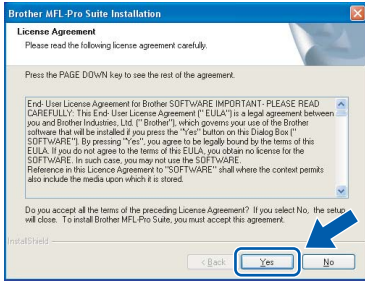 Brother MFL-Pro Suite Installation
License Agreement
Please read the following license agreement carefully.
Press the PAGE DOWN key to see the rest of the agreement.
End- User License Agreement for Brother SOFTWARE IMPORTANT- PLEASE READ
CAREFULLY: This End- User License Agreement (" EULA") is a legal agreement between
you and Brother Industries, Ltd. (" Brother"), which governs your use of the Brother
software that will be installed if you press the "Yes" button on this Dialog Box ("
SOFTWARE"). By pressing "Yes", you agree to be legally bound by the terms of this
EULA. If you do not agree to the terms of this EULA, you obtain no license for the
SOFTWARE. In such case, you may not use the SOFTWARE.
Reference in this Licence Agreement to "SOFTWARE" shall where the context permits
also include the media upon which it is stored.
Do you accept all the terms of the preceding License Agreement? If you select No, the setup
will close. To install Brother MFL-Pro Suite, you must accept this agreement.
InstallShield
< Back Yes No